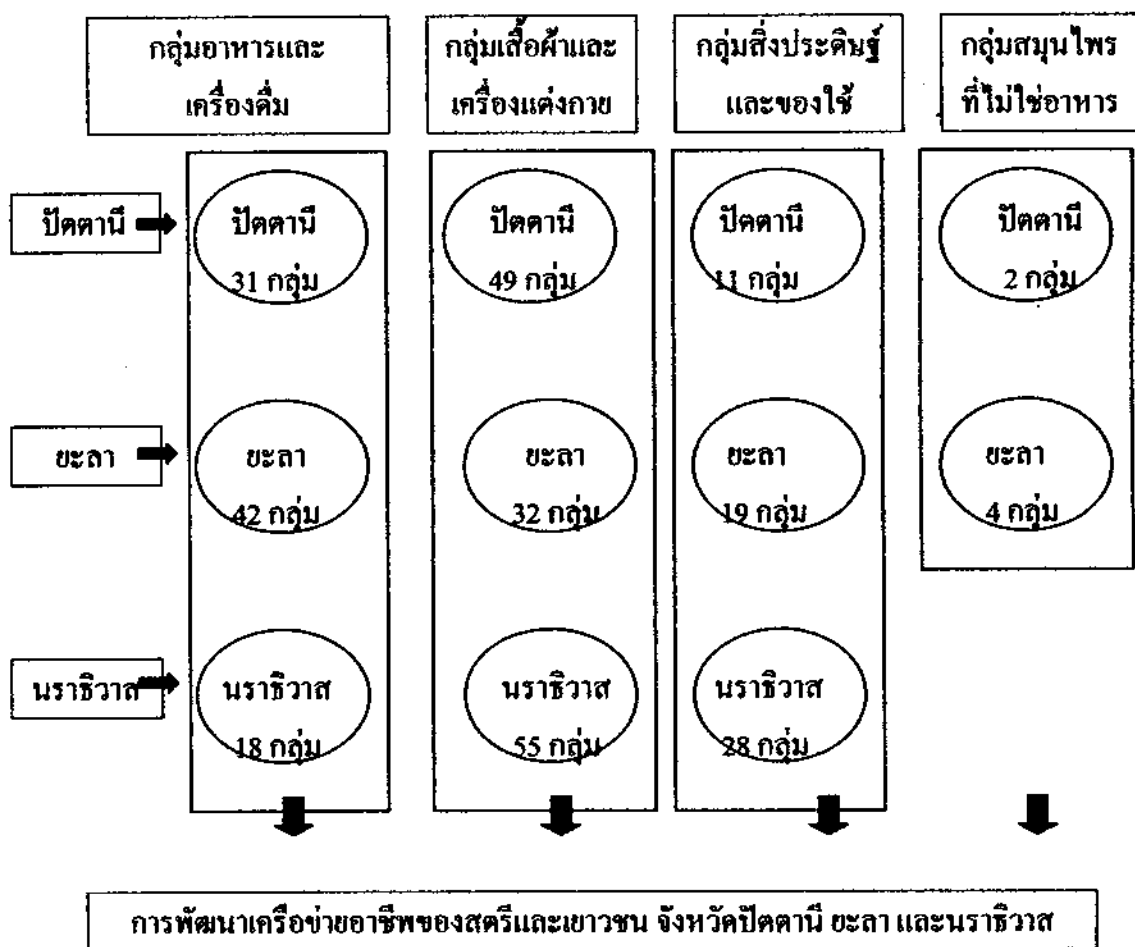 กลุ่มอาหารและ
เครื่องดื่ม
กลุ่มเสื้อผ้าและ
เครื่องแต่งกาย
กลุ่มสิ่งประดิษฐ์
และของใช้
กลุ่มสมุนไพร
ที่ไม่ใช่อาหาร
ปัตตานี
ปัตตานี
31 กลุ่ม
ปัตตานี
49 กลุ่ม
ปัตตานี
11 กลุ่ม
ปัตตานี
2 กลุ่ม
ยะลา
ยะลา
42 กลุ่ม
ยะลา
32 กลุ่ม
ยะลา
19 กลุ่ม
ยะลา
4 กลุ่ม
นราธิวาส
นราธิวาส
18 กลุ่ม
นราธิวาส
55 กลุ่ม
นราธิวาส
28 กลุ่ม
การพัฒนาเครือข่ายอาชีพของสตรีและเยาวชน จังหวัดปัตตานี ยะลา และนราธิวาส